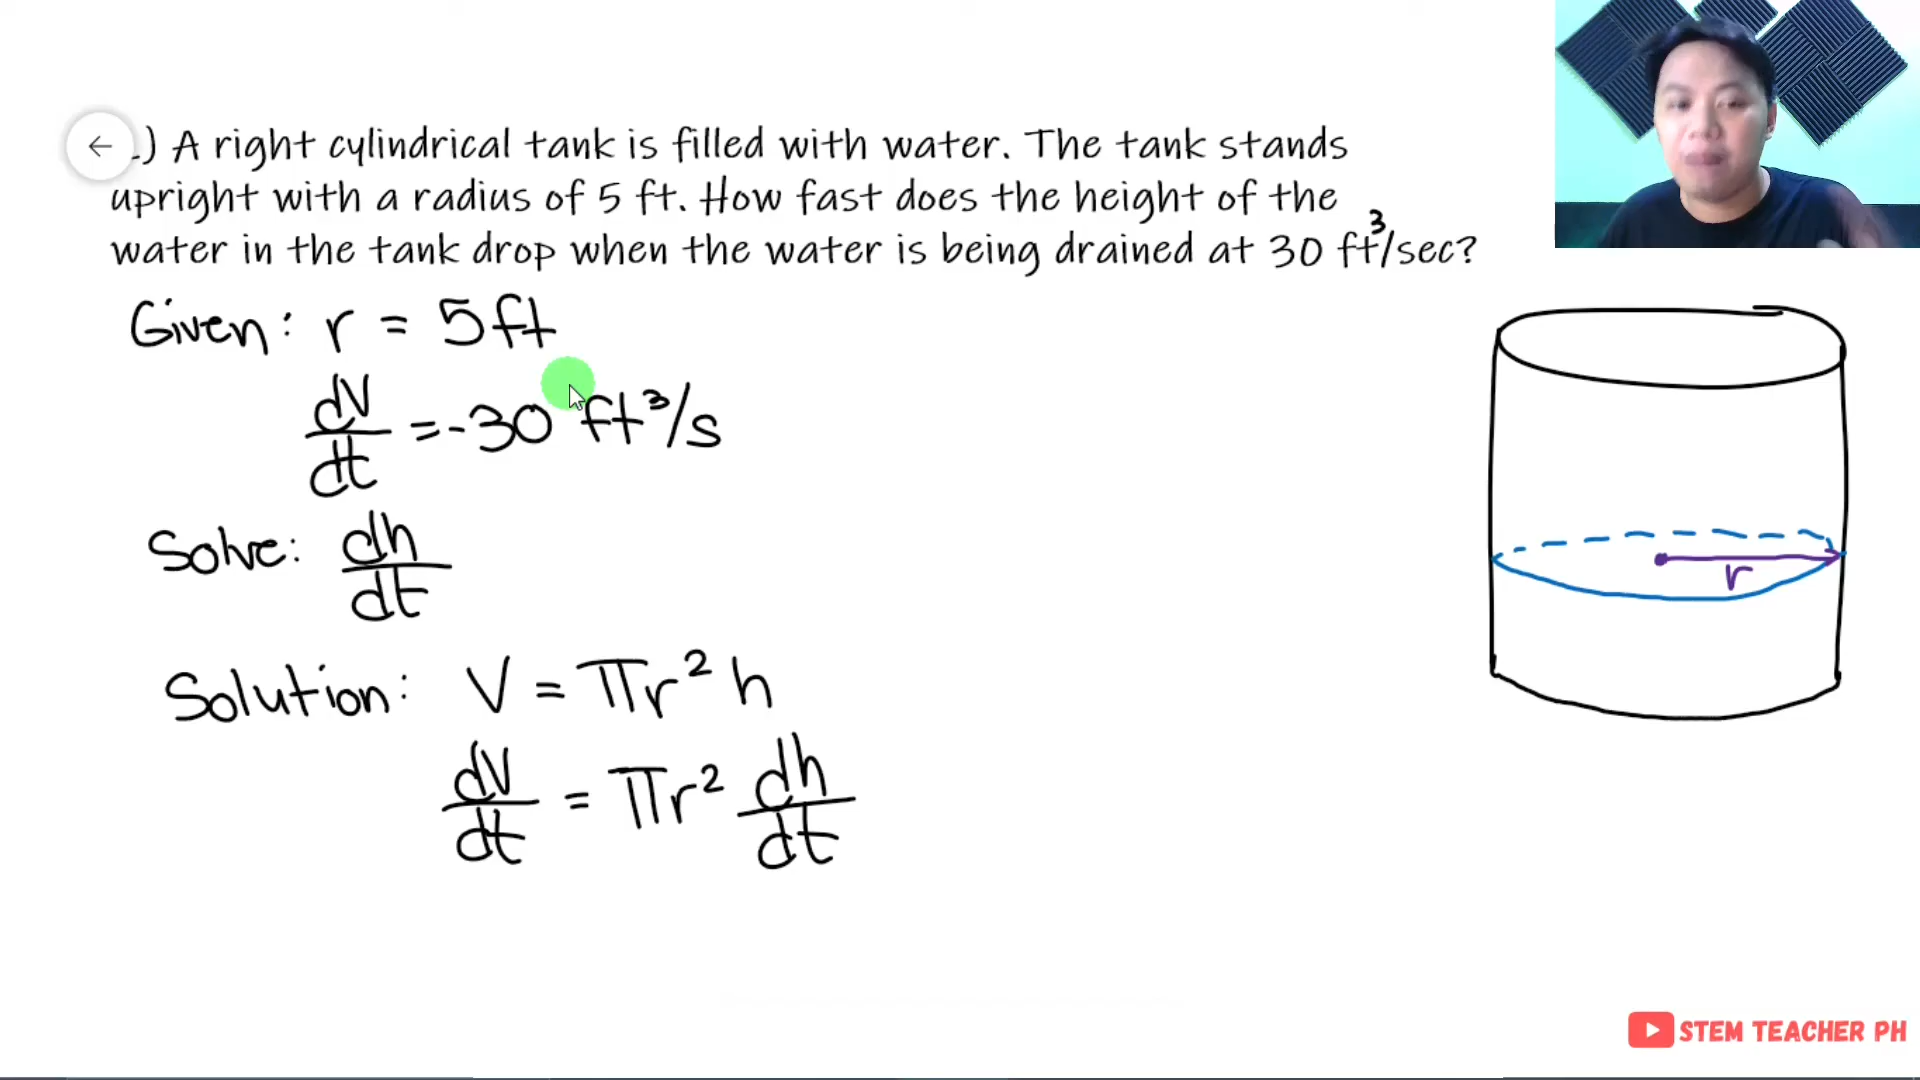 .) A right cylindrical tank is filled with water. The tank stands
upright with a radius of 5 ft. How fast does the height of the
water in the tank drop when the water is being drained at 30 ft³/sec?
Given: r = 5ft
dV/dt = -30 ft³/s
Solve: dh/dt
Solution: V = πr²h
dV/dt = πr² dh/dt
r
STEM TEACHER PH